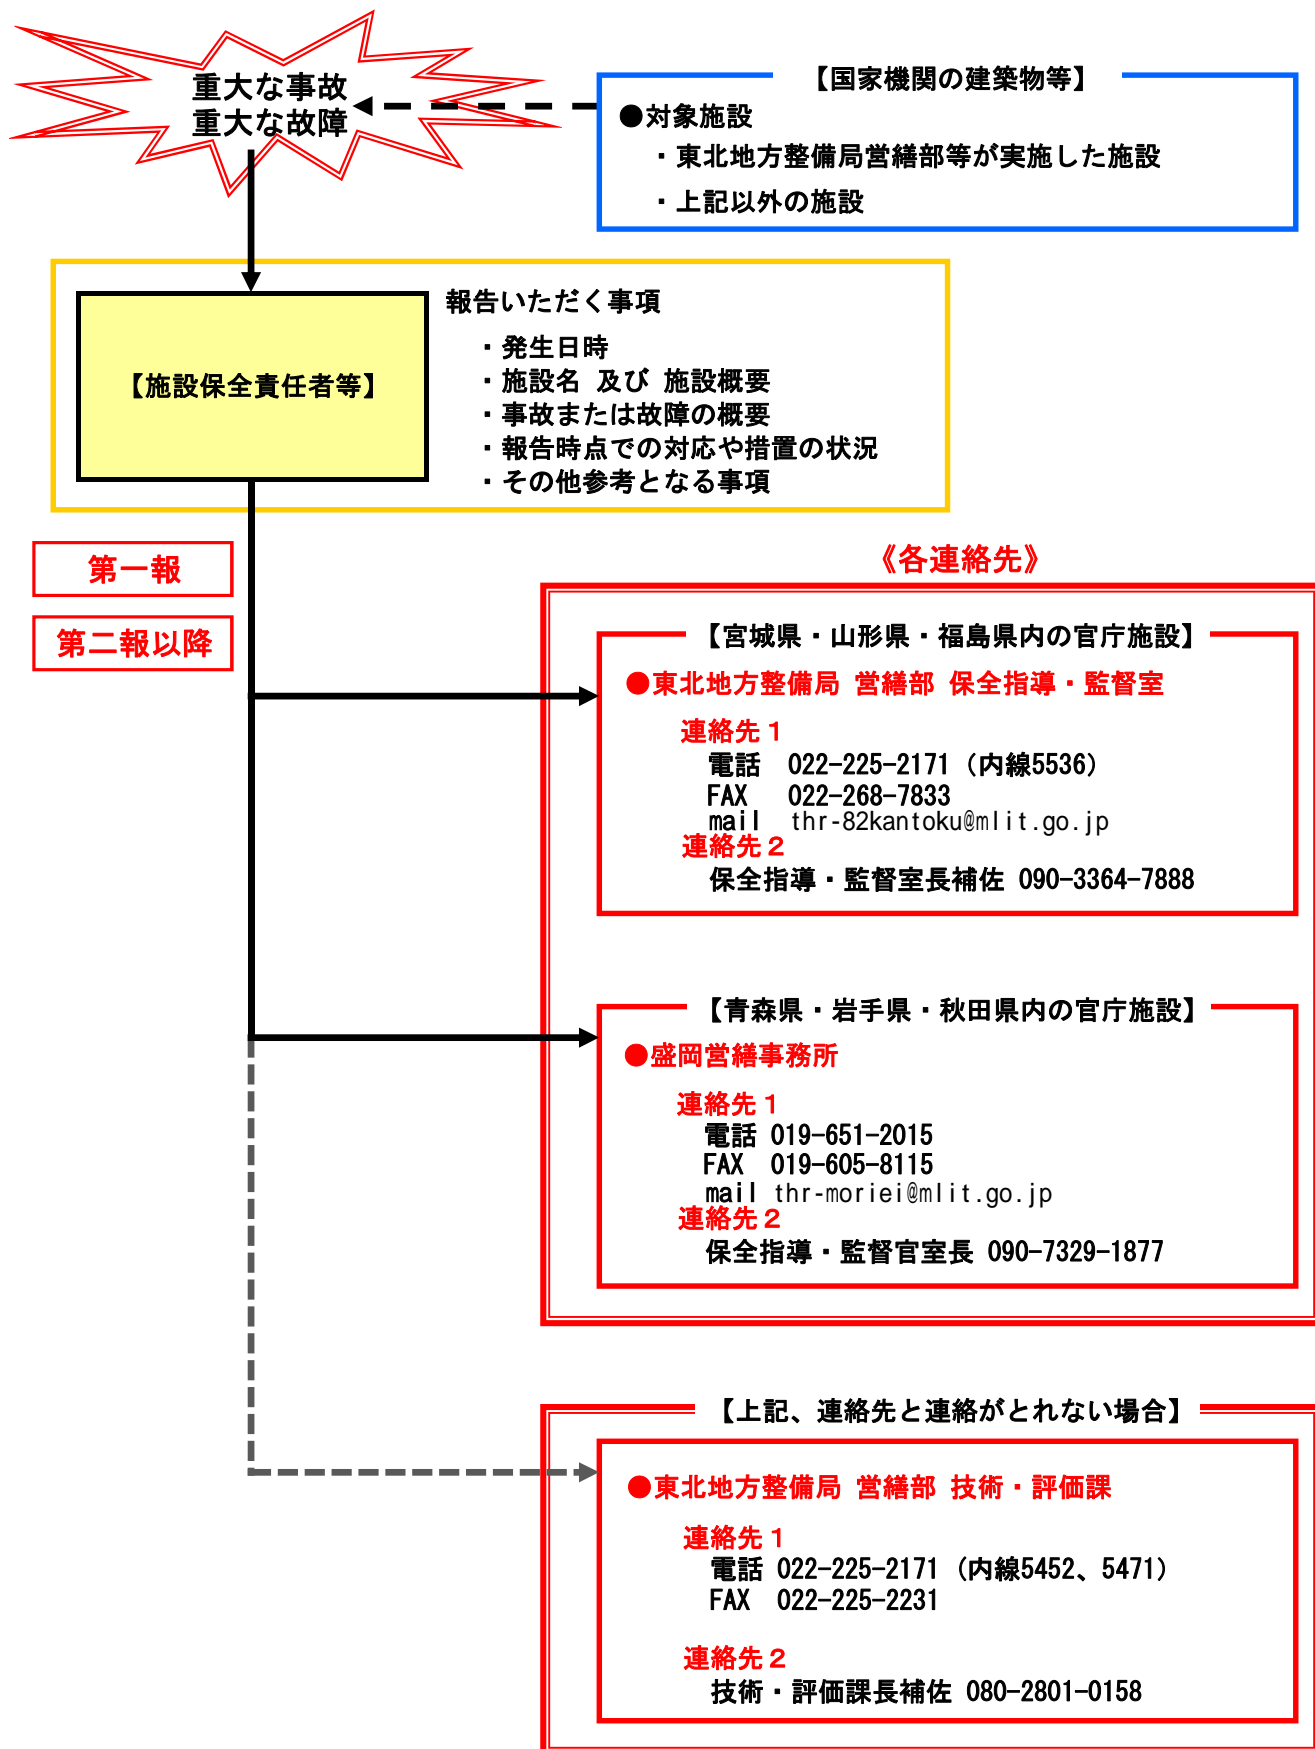 重大な事故
重大な故障
【国家機関の建築物等】
●対象施設
・東北地方整備局営繕部等が実施した施設
・上記以外の施設
【施設保全責任者等】
報告いただく事項
・発生日時
・施設名 及び 施設概要
・事故または故障の概要
・報告時点での対応や措置の状況
・その他参考となる事項
第一報
第二報以降
《各連絡先》
【宮城県・山形県・福島県内の官庁施設】
●東北地方整備局 営繕部 保全指導・監督室
連絡先１
電話 022-225-2171（内線5536）
FAX 022-268-7833
mail thr-82kantoku@mlit.go.jp
連絡先２
保全指導・監督室長補佐 090-3364-7888
【青森県・岩手県・秋田県内の官庁施設】
●盛岡営繕事務所
連絡先１
電話 019-651-2015
FAX 019-605-8115
mail thr-moriei@mlit.go.jp
連絡先２
保全指導・監督官室長 090-7329-1877
【上記、連絡先と連絡がとれない場合】
●東北地方整備局 営繕部 技術・評価課
連絡先１
電話 022-225-2171（内線5452、5471）
FAX 022-225-2231
連絡先２
技術・評価課長補佐 080-2801-0158